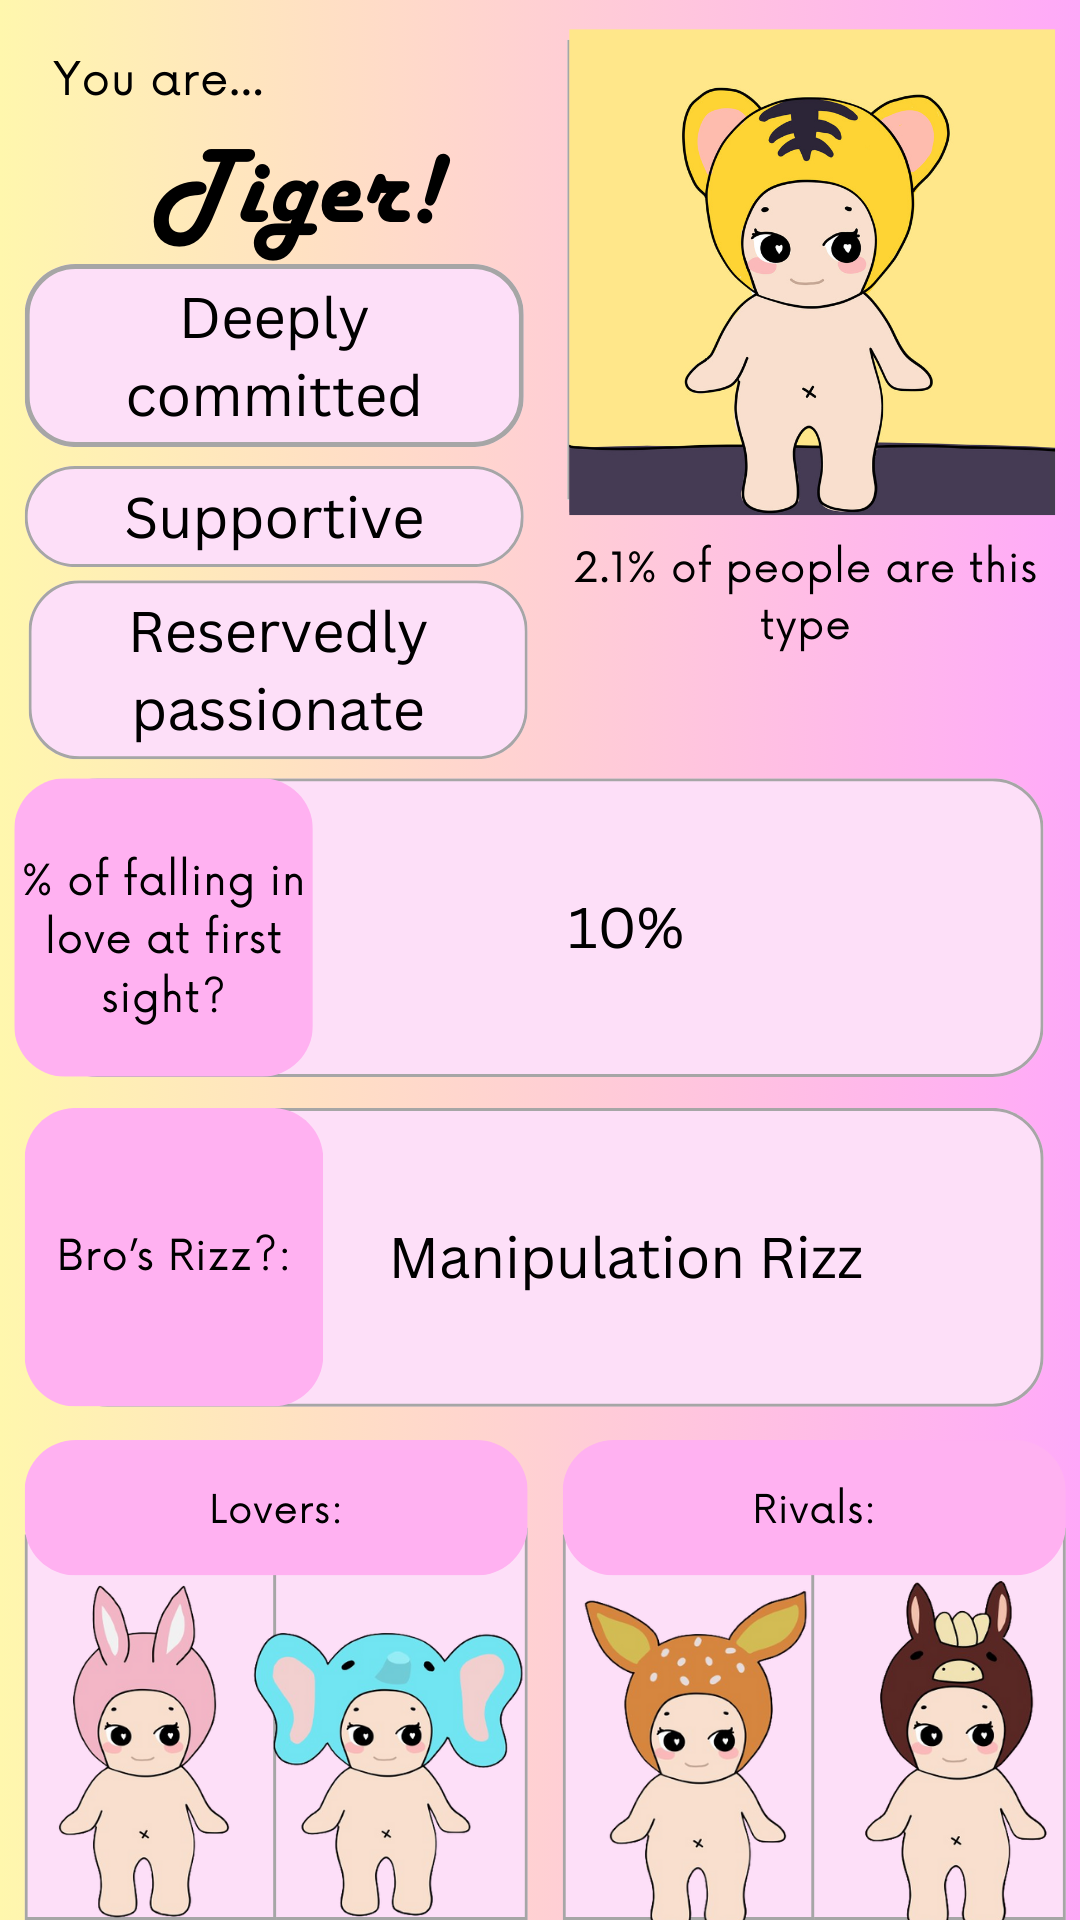 You are...
Tiger!
Deeply
committed
Supportive
Reservedly
passionate
2.1% of people are this
type
% of falling in
love at first
sight?
10%
Bro's Rizz?:
Manipulation Rizz
Lovers:
Rivals: